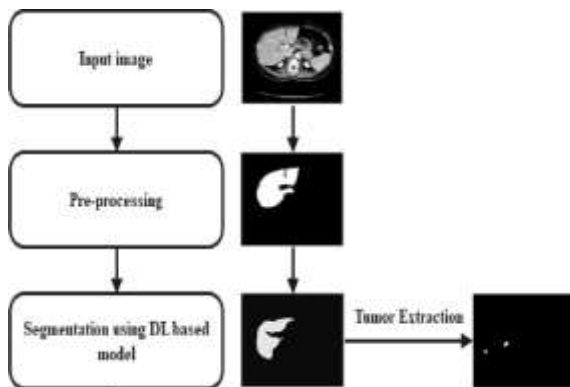 Input image
Pre-processing
Segmentation using DL based
model
Tumor Extraction